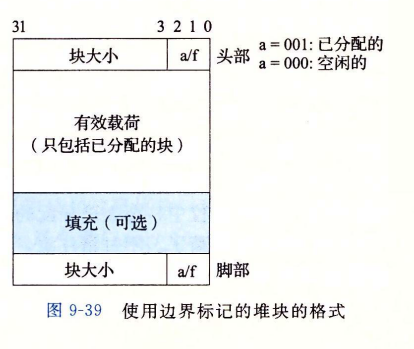 31 3 2 1 0
块大小 a/f 头部 a = 001: 已分配的
a = 000: 空闲的
有效载荷
（只包括已分配的块）
填充（可选）
块大小 a/f 脚部
图 9-39 使用边界标记的堆块的格式